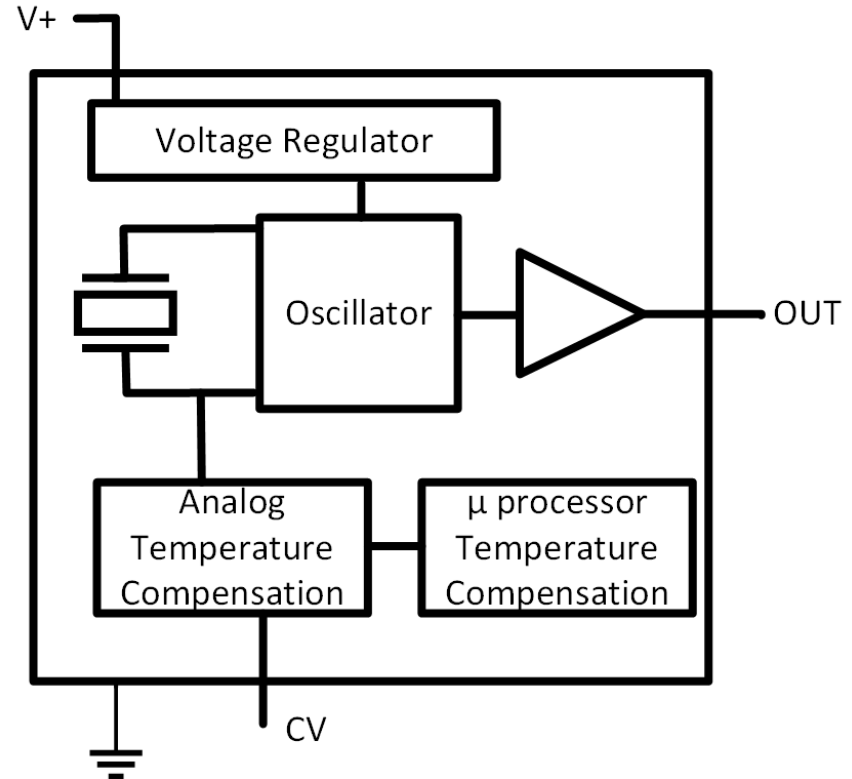 V+
Voltage Regulator
Oscillator
OUT
Analog
Temperature
Compensation
μ processor
Temperature
Compensation
CV